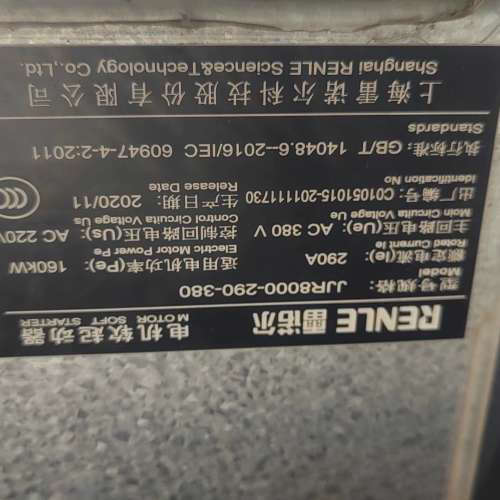 RENLE 雷诺尔 电机软起动器
MOTOR SOFT STARTER
型号规格: JJR8000-290-380
Model
额定电流(Ie): 290A 适用电机功率(Pe): 160kW
Rated Current Ie Electric Motor Power Pe
主回路电压(Ue): AC 380 V 控制回路电压(Us): AC 220V
Main Circuita Voltage Ue Control Circuita Voltage Us
出厂编号: C01051015-201111730 生产日期: 2020/11
Identification No Release Date
执行标准: GB/T 14048.6--2016/IEC 60947-4-2:2011
Standards
上海雷诺尔科技股份有限公司
Shanghai RENLE Science&Technology Co.,Ltd.